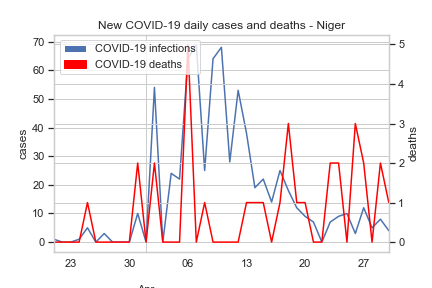 New COVID-19 daily cases and deaths - Niger
COVID-19 infections
COVID-19 deaths
cases
70
60
50
40
30
20
10
0
deaths
5
4
3
2
1
0
23 30 06 13 20 27